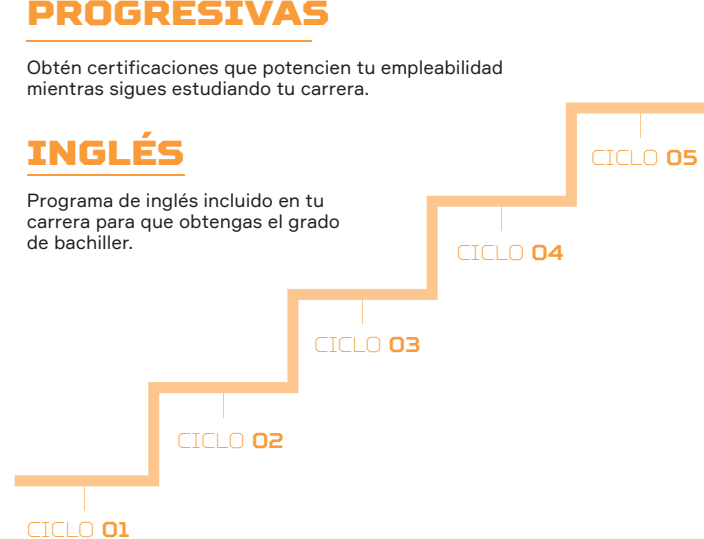 PROGRESIVAS
Obtén certificaciones que potencien tu empleabilidad
mientras sigues estudiando tu carrera.
INGLÉS
Programa de inglés incluido en tu
carrera para que obtengas el grado
de bachiller.
CICLO 05
CICLO 04
CICLO 03
CICLO 02
CICLO 01